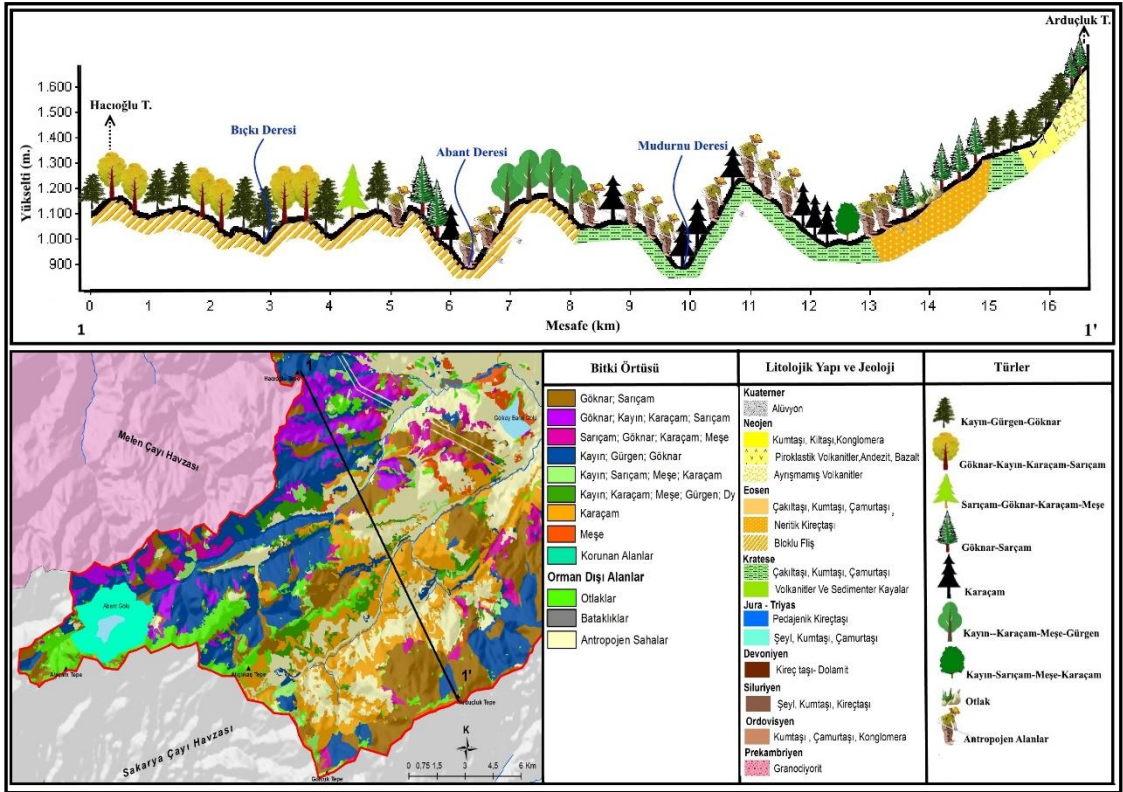 Arduçluk T.
Hacıoğlu T.
Bıçkı Deresi
Abant Deresi
Mudurnu Deresi
Yükselti (m.)
1.600
1.500
1.400
1.300
1.200
1.100
1.000
900
0 1 2 3 4 5 6 7 8 9 10 11 12 13 14 15 16
Mesafe (km)
1
1'
1
Melen Çayı Havzası
Abant Gölü
1'
Sakarya Çayı Havzası
K
0 0,75 1,5 3 4,5 6 Km
Bitki Örtüsü
Göknar; Sarıçam
Göknar; Kayın; Karaçam; Sarıçam
Sarıçam; Göknar; Karaçam; Meşe
Kayın; Gürgen; Göknar
Kayın; Sarıçam; Meşe; Karaçam
Kayın; Karaçam; Meşe; Gürgen; Dy
Karaçam
Meşe
Korunan Alanlar
Orman Dışı Alanlar
Otlaklar
Bataklıklar
Antropojen Sahalar
Litolojik Yapı ve Jeoloji
Kuaterner
Alüvyon
Neojen
Kumtaşı, Kiltaşı,Konglomera
Piroklastik Volkanitler,Andezit, Bazalt
Ayrışmamış Volkanitler
Eosen
Çakıltaşı, Kumtaşı, Çamurtaşı
Neritik Kireçtaşı
Bloklu Fliş
Kratese
Çakıltaşı, Kumtaşı, Çamurtaşı
Volkanitler Ve Sedimenter Kayalar
Jura - Triyas
Pedajenik Kireçtaşı
Şeyl, Kumtaşı, Çamurtaşı
Devoniyen
Kireç taşı- Dolamit
Siluriyen
Şeyl, Kumtaşı, Kireçtaşı
Ordovisyen
Kumtaşı , Çamurtaşı, Konglomera
Prekambriyen
Granodiyorit
Türler
Kayın-Gürgen-Göknar
Göknar-Kayın-Karaçam-Sarıçam
Sarıçam-Göknar-Karaçam-Meşe
Göknar-Sarçam
Karaçam
Kayın--Karaçam-Meşe-Gürgen
Kayın-Sarıçam-Meşe-Karaçam
Otlak
Antropojen Alanlar